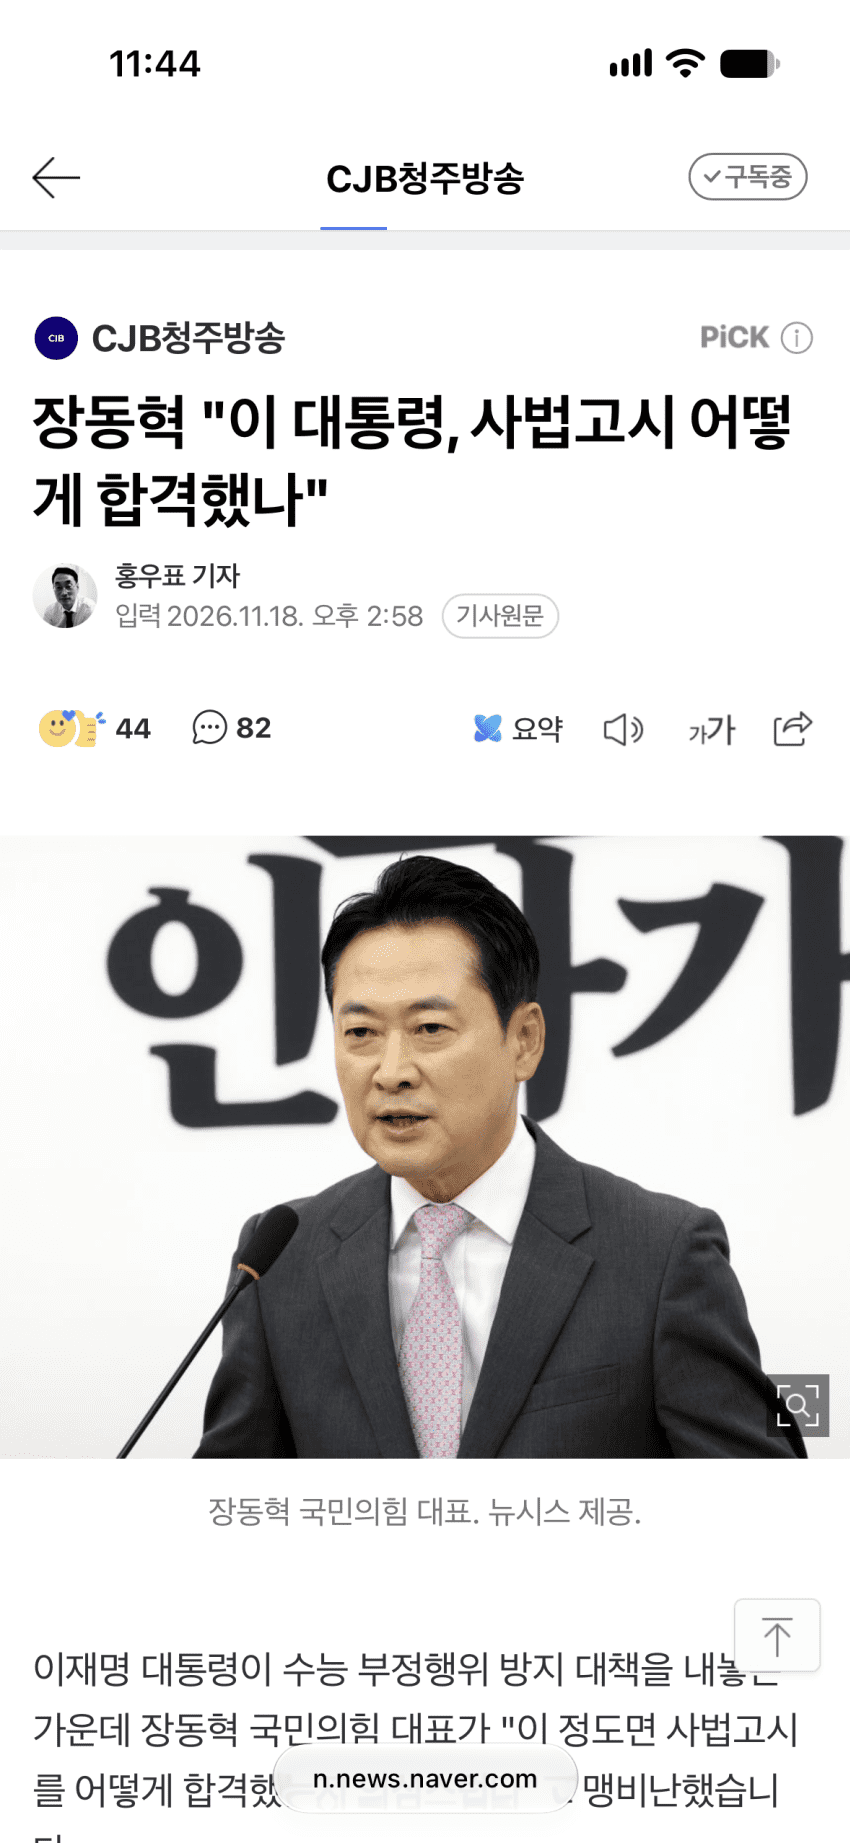 11:44
CJB청주방송
구독중
CJB청주방송
PiCK
장동혁 "이 대통령, 사법고시 어떻
게 합격했나"
홍우표 기자
입력 2026.11.18. 오후 2:58
기사원문
44
82
요약
가가
인
가
장동혁 국민의힘 대표. 뉴시스 제공.
이재명 대통령이 수능 부정행위 방지 대책을 내놓은
가운데 장동혁 국민의힘 대표가 "이 정도면 사법고시
를 어떻게 합격했
맹비난했습니
n.news.naver.com